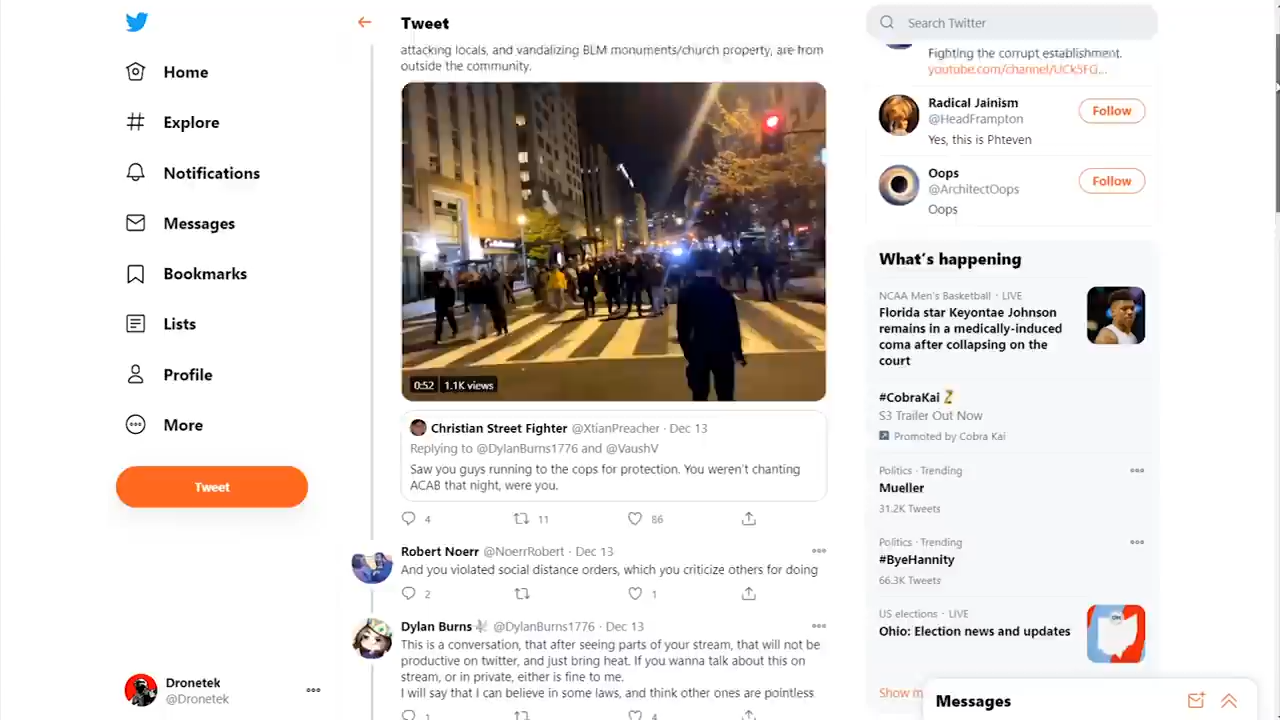 Home
Explore
Notifications
Messages
Bookmarks
Lists
Profile
More
Tweet
Dronetek
@Dronetek
Tweet
attacking locals, and vandalizing BLM monuments/church property, are from
outside the community.
0:52 1.1K views
Christian Street Fighter @XtianPreacher · Dec 13
Replying to @DylanBurns1776 and @VaushV
Saw you guys running to the cops for protection. You weren't chanting
ACAB that night, were you.
4 11 86
Robert Noerr @NoerrRobert · Dec 13
And you violated social distance orders, which you criticize others for doing
2 1
Dylan Burns @DylanBurns1776 · Dec 13
This is a conversation, that after seeing parts of your stream, that will not be
productive on twitter, and just bring heat. If you wanna talk about this on
stream, or in private, either is fine to me.
I will say that I can believe in some laws, and think other ones are pointless
1 4
Search Twitter
Fighting the corrupt establishment.
youtube.com/channel/UCk5FG...
Radical Jainism
@HeadFrampton
Follow
Yes, this is Phteven
Oops
@ArchitectOops
Follow
Oops
What's happening
NCAA Men's Basketball · LIVE
Florida star Keyontae Johnson
remains in a medically-induced
coma after collapsing on the
court
#CobraKai
S3 Trailer Out Now
Promoted by Cobra Kai
Politics · Trending
Mueller
31.2K Tweets
Politics · Trending
#ByeHannity
66.3K Tweets
US elections · LIVE
Ohio: Election news and updates
Show m
Messages